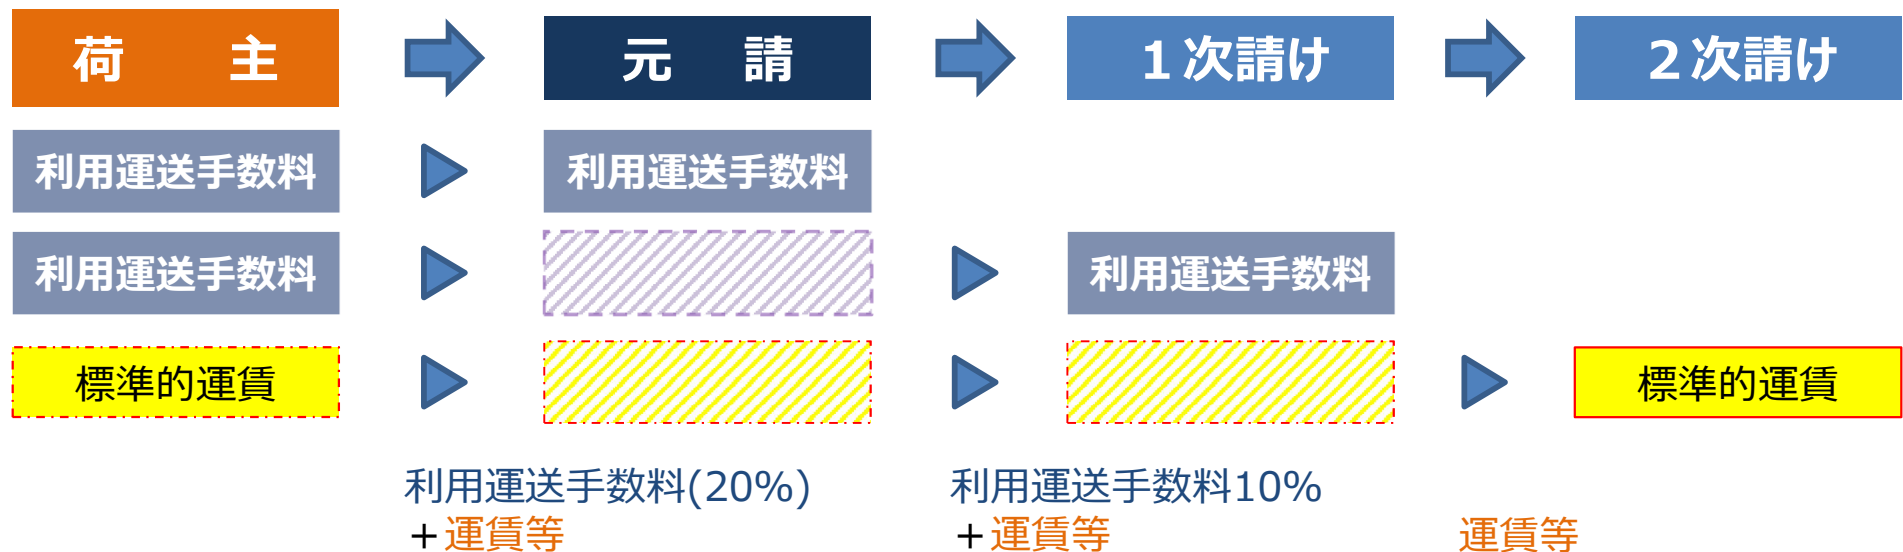 荷　主
元　請
１次請け
２次請け
利用運送手数料
利用運送手数料
利用運送手数料
利用運送手数料
標準的運賃
標準的運賃
利用運送手数料(20%)
＋運賃等
利用運送手数料10%
＋運賃等
運賃等